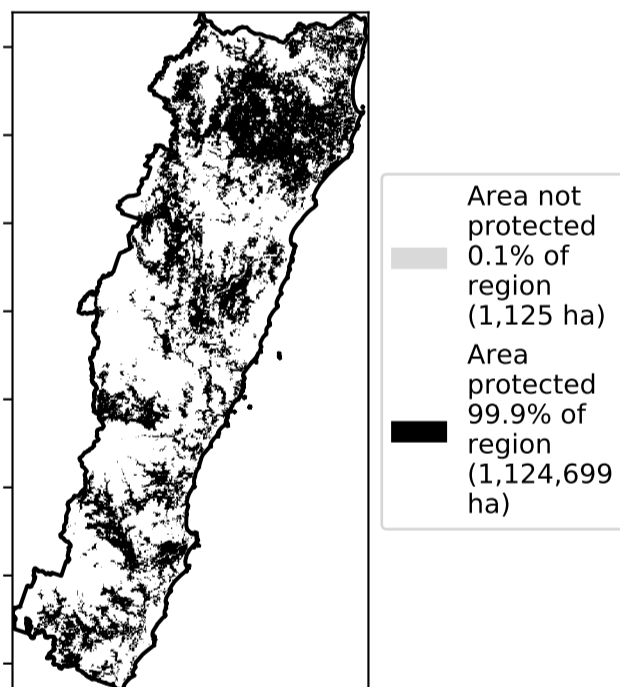 Area not
protected
0.1% of
region
(1,125 ha)
Area
protected
99.9% of
region
(1,124,699
ha)